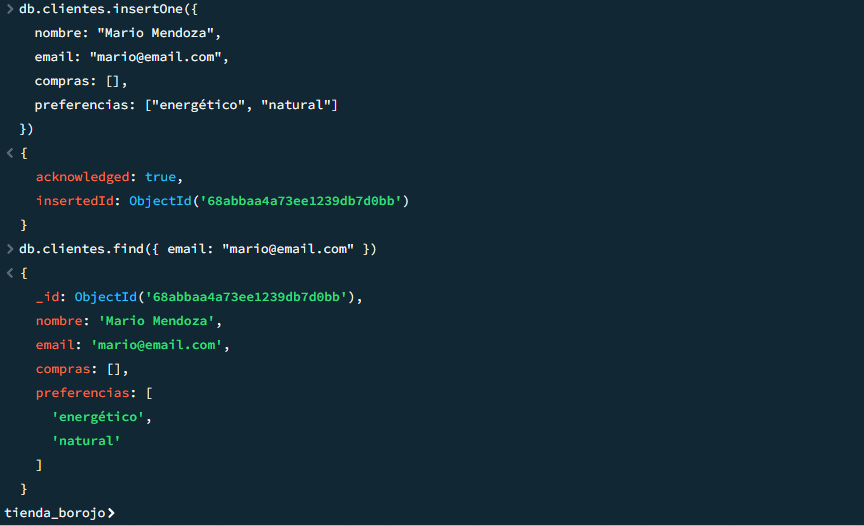 > db.clientes.insertOne({
nombre: "Mario Mendoza",
email: "mario@email.com",
compras: [],
preferencias: ["energético", "natural"]
})
< {
acknowledged: true,
insertedId: ObjectId('68abbaa4a73ee1239db7d0bb')
}
> db.clientes.find({ email: "mario@email.com" })
< {
_id: ObjectId('68abbaa4a73ee1239db7d0bb'),
nombre: 'Mario Mendoza',
email: 'mario@email.com',
compras: [],
preferencias: [
'energético',
'natural'
]
}
tienda_borojo>